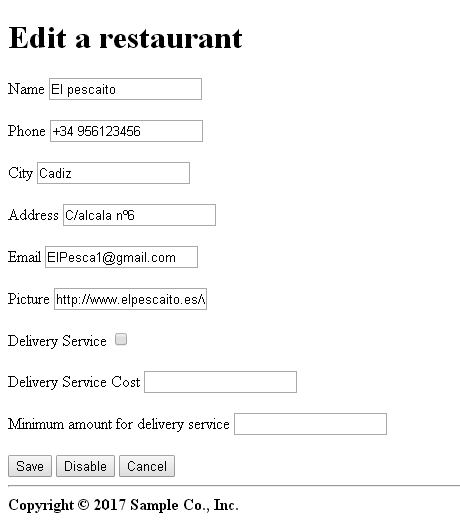 Edit a restaurant
Name El pescaito
Phone +34 956123456
City Cadiz
Address C/alcala nº6
Email ElPesca1@gmail.com
Picture http://www.elpescaito.es/
Delivery Service
Delivery Service Cost
Minimum amount for delivery service
Save Disable Cancel
Copyright © 2017 Sample Co., Inc.